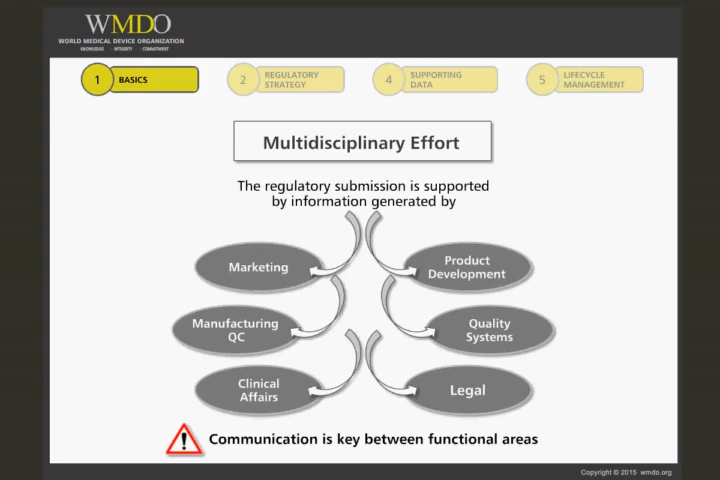 WMDO
WORLD MEDICAL DEVICE ORGANIZATION
KNOWLEDGE · INTEGRITY · COMMITMENT
1 BASICS
2 REGULATORY
STRATEGY
4 SUPPORTING
DATA
5 LIFECYCLE
MANAGEMENT
Multidisciplinary Effort
The regulatory submission is supported
by information generated by
Marketing
Product
Development
Manufacturing
QC
Quality
Systems
Clinical
Affairs
Legal
! Communication is key between functional areas
Copyright © 2015 wmdo.org